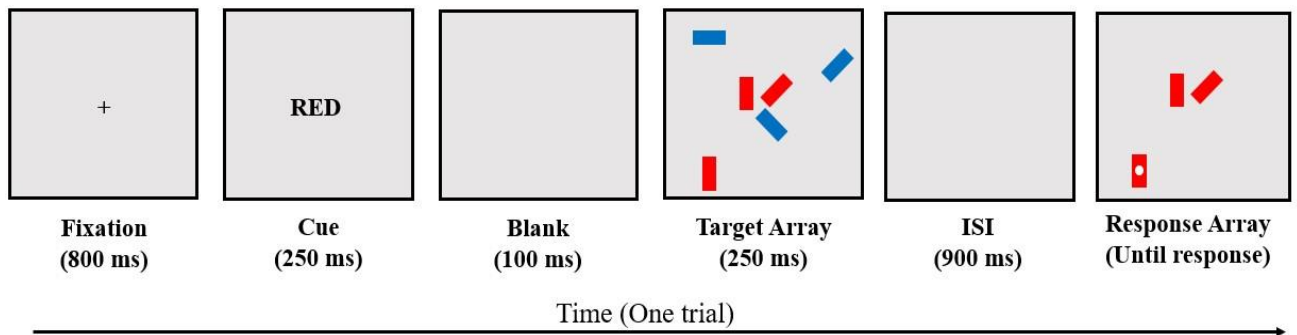 +
RED
Fixation
(800 ms)
Cue
(250 ms)
Blank
(100 ms)
Target Array
(250 ms)
ISI
(900 ms)
Response Array
(Until response)
Time (One trial)